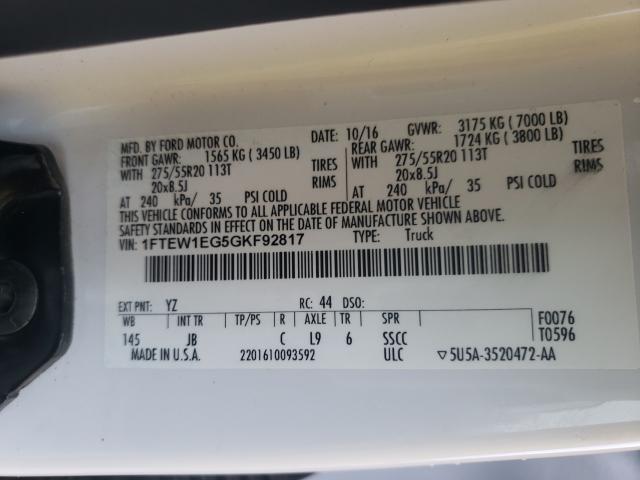 MFD. BY FORD MOTOR CO. DATE: 10/16 GVWR: 3175 KG ( 7000 LB)
FRONT GAWR: 1565 KG ( 3450 LB) REAR GAWR: 1724 KG ( 3800 LB)
WITH 275/55R20 113T TIRES WITH 275/55R20 113T TIRES
20x8.5J RIMS 20x8.5J RIMS
AT 240 kPa/ 35 PSI COLD AT 240 kPa/ 35 PSI COLD
THIS VEHICLE CONFORMS TO ALL APPLICABLE FEDERAL MOTOR VEHICLE
SAFETY STANDARDS IN EFFECT ON THE DATE OF MANUFACTURE SHOWN ABOVE.
VIN: 1FTEW1EG5GKF92817 TYPE: Truck
EXT PNT: YZ RC: 44 DSO: F0076
WB INT TR TP/PS R AXLE TR SPR T0596
145 JB C L9 6 SSCC
MADE IN U.S.A. 2201610093592 ULC ▽5U5A-3520472-AA